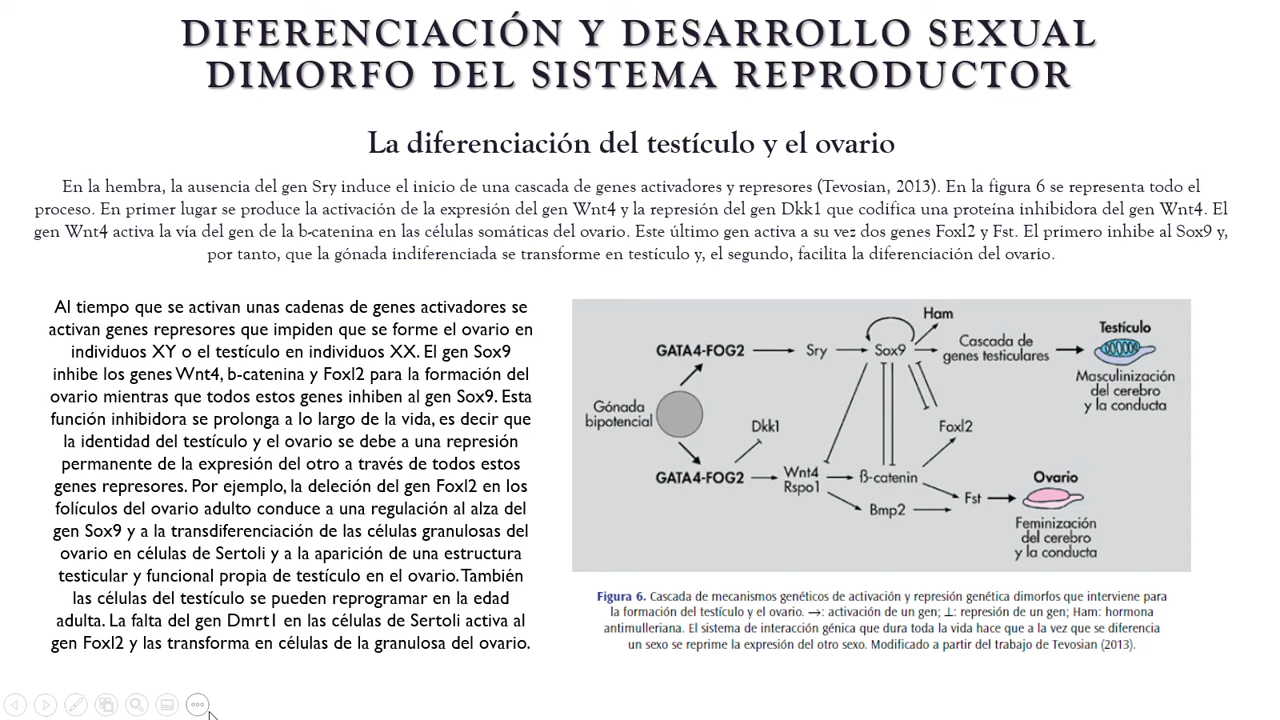 DIFERENCIACIÓN Y DESARROLLO SEXUAL
DIMORFO DEL SISTEMA REPRODUCTOR
La diferenciación del testículo y el ovario
En la hembra, la ausencia del gen Sry induce el inicio de una cascada de genes activadores y represores (Tevosian, 2013). En la figura 6 se representa todo el
proceso. En primer lugar se produce la activación de la expresión del gen Wnt4 y la represión del gen Dkk1 que codifica una proteína inhibidora del gen Wnt4. El
gen Wnt4 activa la vía del gen de la b-catenina en las células somáticas del ovario. Este último gen activa a su vez dos genes Foxl2 y Fst. El primero inhibe al Sox9 y,
por tanto, que la gónada indiferenciada se transforme en testículo y, el segundo, facilita la diferenciación del ovario.
Al tiempo que se activan unas cadenas de genes activadores se
activan genes represores que impiden que se forme el ovario en
individuos XY o el testículo en individuos XX. El gen Sox9
inhibe los genes Wnt4, b-catenina y Foxl2 para la formación del
ovario mientras que todos estos genes inhiben al gen Sox9. Esta
función inhibidora se prolonga a lo largo de la vida, es decir que
la identidad del testículo y el ovario se debe a una represión
permanente de la expresión del otro a través de todos estos
genes represores. Por ejemplo, la deleción del gen Foxl2 en los
folículos del ovario adulto conduce a una regulación al alza del
gen Sox9 y a la transdiferenciación de las células granulosas del
ovario en células de Sertoli y a la aparición de una estructura
testicular y funcional propia de testículo en el ovario. También
las células del testículo se pueden reprogramar en la edad
adulta. La falta del gen Dmrt1 en las células de Sertoli activa al
gen Foxl2 y las transforma en células de la granulosa del ovario.
Ham
GATA4-FOG2
Sry
Sox9
Cascada de
genes testiculares
Testículo
Masculinización
del cerebro
y la conducta
Gónada
bipotencial
Dkk1
Foxl2
GATA4-FOG2
Wnt4
Rspo1
ß-catenin
Bmp2
Fst
Ovario
Feminización
del cerebro
y la conducta
Figura 6. Cascada de mecanismos genéticos de activación y represión genética dimorfos que interviene para
la formación del testículo y el ovario. →: activación de un gen; ⊥: represión de un gen; Ham: hormona
antimulleriana. El sistema de interacción génica que dura toda la vida hace que a la vez que se diferencia
un sexo se reprime la expresión del otro sexo. Modificado a partir del trabajo de Tevosian (2013).